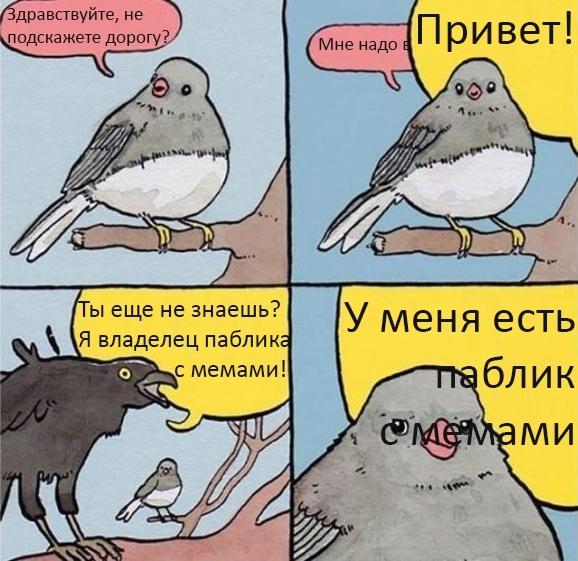 Здравствуйте, не
подскажете дорогу?
Мне надо в
Привет!
Ты еще не знаешь?
Я владелец паблика
с мемами!
У меня есть
паблик
с мемами